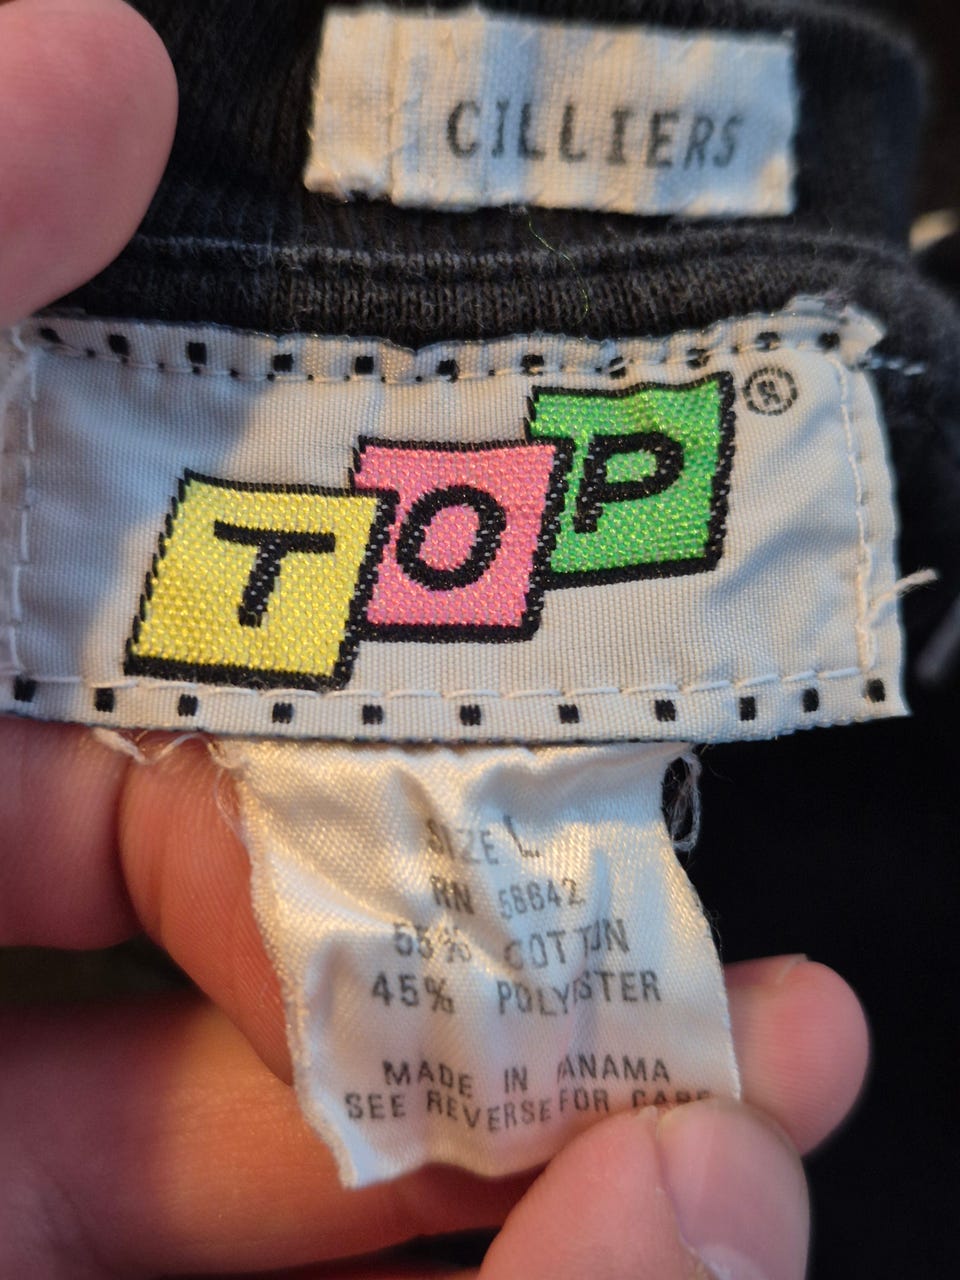 CILLIERS
TOP®
SIZE L
RN 58642
55% COTTON
45% POLYESTER
MADE IN PANAMA
SEE REVERSE FOR CARE